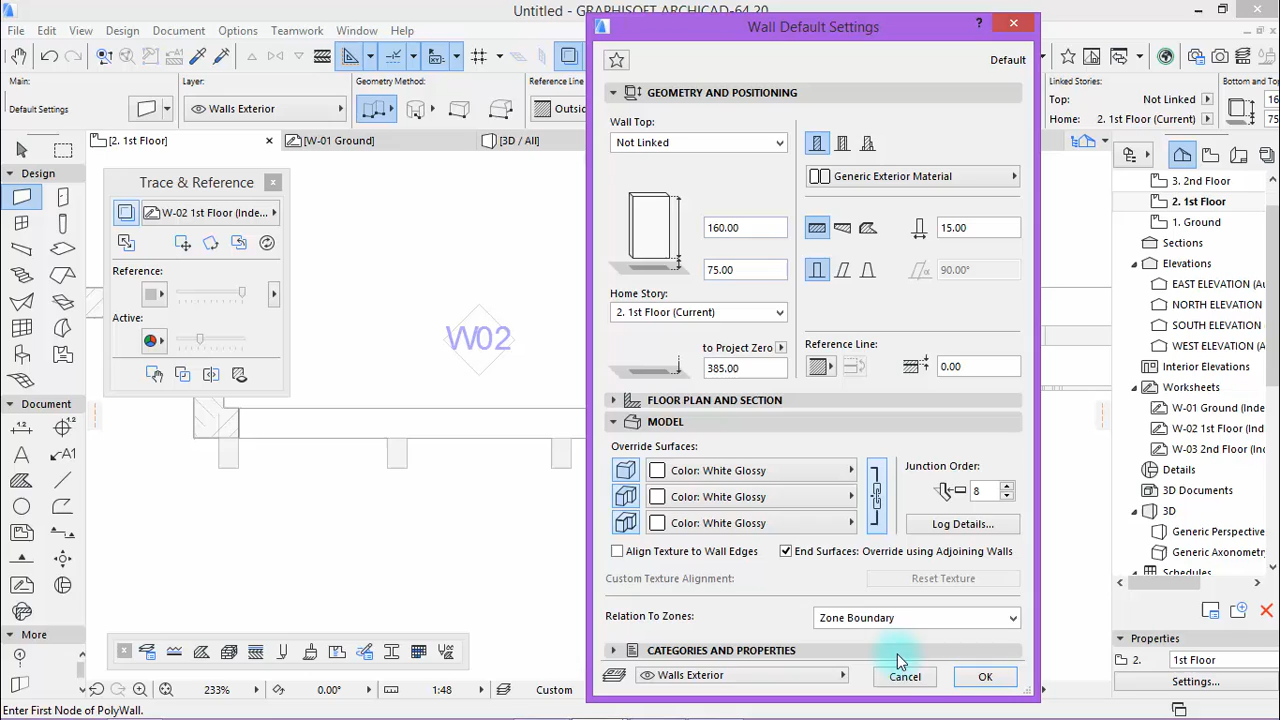 Untitled - GRAPHISOFT ARCHICAD-64 20
File Edit View Design Document Options Teamwork Window Help
Main:
Layer:
Geometry Method:
Reference Line
Default Settings
Walls Exterior
Outsid
Linked Stories:
Bottom and To
Top:
Not Linked
160
Home:
2. 1st Floor (Current)
75
[2. 1st Floor]
[W-01 Ground]
[3D / All]
Design
Document
More
Trace & Reference
W-02 1st Floor (Inde...
Reference:
Active:
W02
Wall Default Settings
Default
GEOMETRY AND POSITIONING
Wall Top:
Not Linked
Generic Exterior Material
160.00
15.00
75.00
90.00°
Home Story:
2. 1st Floor (Current)
to Project Zero
Reference Line:
385.00
0.00
FLOOR PLAN AND SECTION
MODEL
Override Surfaces:
Color: White Glossy
Color: White Glossy
Color: White Glossy
Junction Order:
8
Log Details...
Align Texture to Wall Edges
End Surfaces: Override using Adjoining Walls
Custom Texture Alignment:
Reset Texture
Relation To Zones:
Zone Boundary
CATEGORIES AND PROPERTIES
Walls Exterior
Cancel
OK
3. 2nd Floor
2. 1st Floor
1. Ground
Sections
Elevations
EAST ELEVATION (Au
NORTH ELEVATION
SOUTH ELEVATION
WEST ELEVATION (A
Interior Elevations
Worksheets
W-01 Ground (Inde
W-02 1st Floor (Ind
W-03 2nd Floor (Ind
Details
3D Documents
3D
Generic Perspectiv
Generic Axonometr
Schedules
Properties
2.
1st Floor
Settings...
233%
0°
1:48
Custom
Enter First Node of PolyWall.